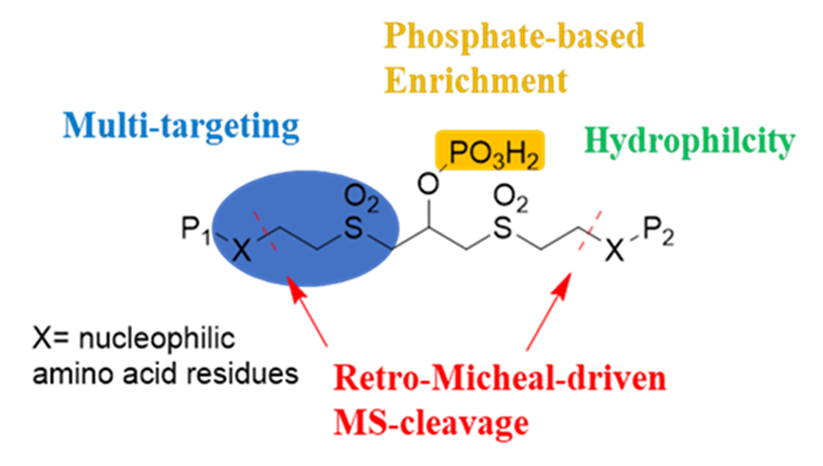 Phosphate-based
Enrichment
Multi-targeting
Hydrophilcity
PO₃H₂
O
O₂
O₂
P₁
X
S
S
X
P₂
X= nucleophilic
amino acid residues
Retro-Micheal-driven
MS-cleavage